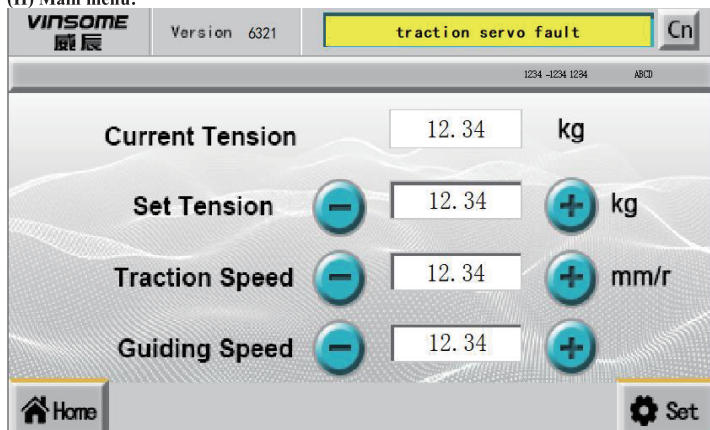 (II) Main menu:
VINSOME
威辰
Version 6321
traction servo fault
Cn
1234 -1234 1234 ABCD
Current Tension 12.34 kg
Set Tension − 12.34 + kg
Traction Speed − 12.34 + mm/r
Guiding Speed − 12.34 +
Home
Set